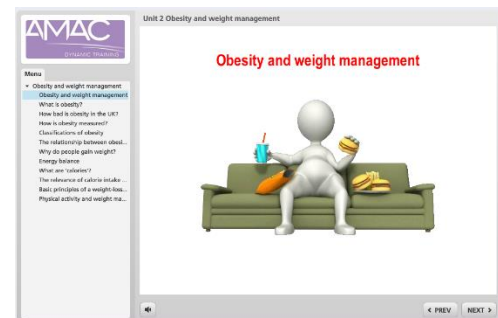 AMAC
DYNAMIC TRAINING
Unit 2 Obesity and weight management
Menu
Obesity and weight management
Obesity and weight management
What is obesity?
How bad is obesity in the UK?
How is obesity measured?
Classifications of obesity
The relationship between obesi...
Why do people gain weight?
Energy balance
What are 'calories'?
The relevance of calorie intake ...
Basic principles of a weight-loss...
Physical activity and weight ma...
Obesity and weight management
< PREV
NEXT >